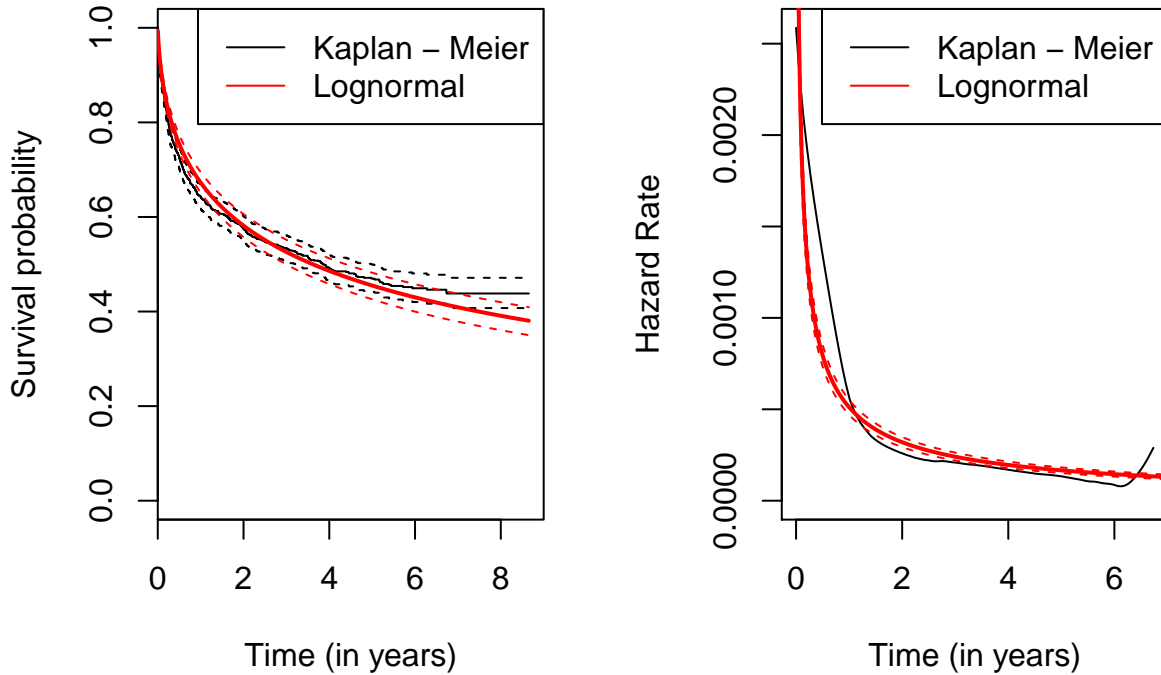 Kaplan − Meier
Lognormal
Survival probability
1.0
0.8
0.6
0.4
0.2
0.0
0 2 4 6 8
Time (in years)
Kaplan − Meier
Lognormal
Hazard Rate
0.0020
0.0010
0.0000
0 2 4 6
Time (in years)